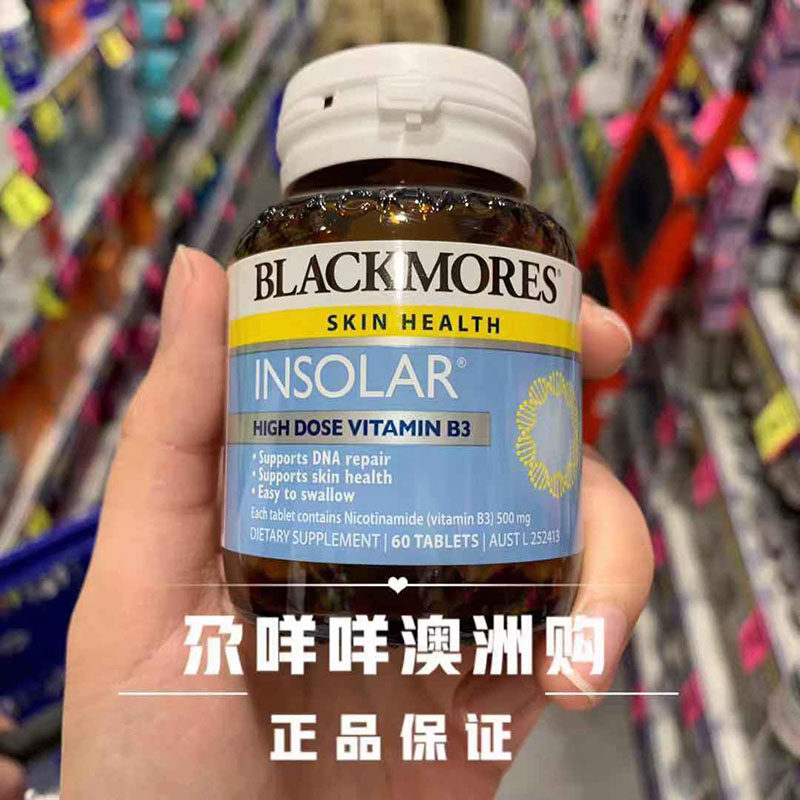 BLACKMORES®
SKIN HEALTH
INSOLAR®
HIGH DOSE VITAMIN B3
• Supports DNA repair
• Supports skin health
• Easy to swallow
Each tablet contains Nicotinamide (vitamin B3) 500 mg
DIETARY SUPPLEMENT | 60 TABLETS | AUST L 252413
尕咩咩澳洲购
正品保证